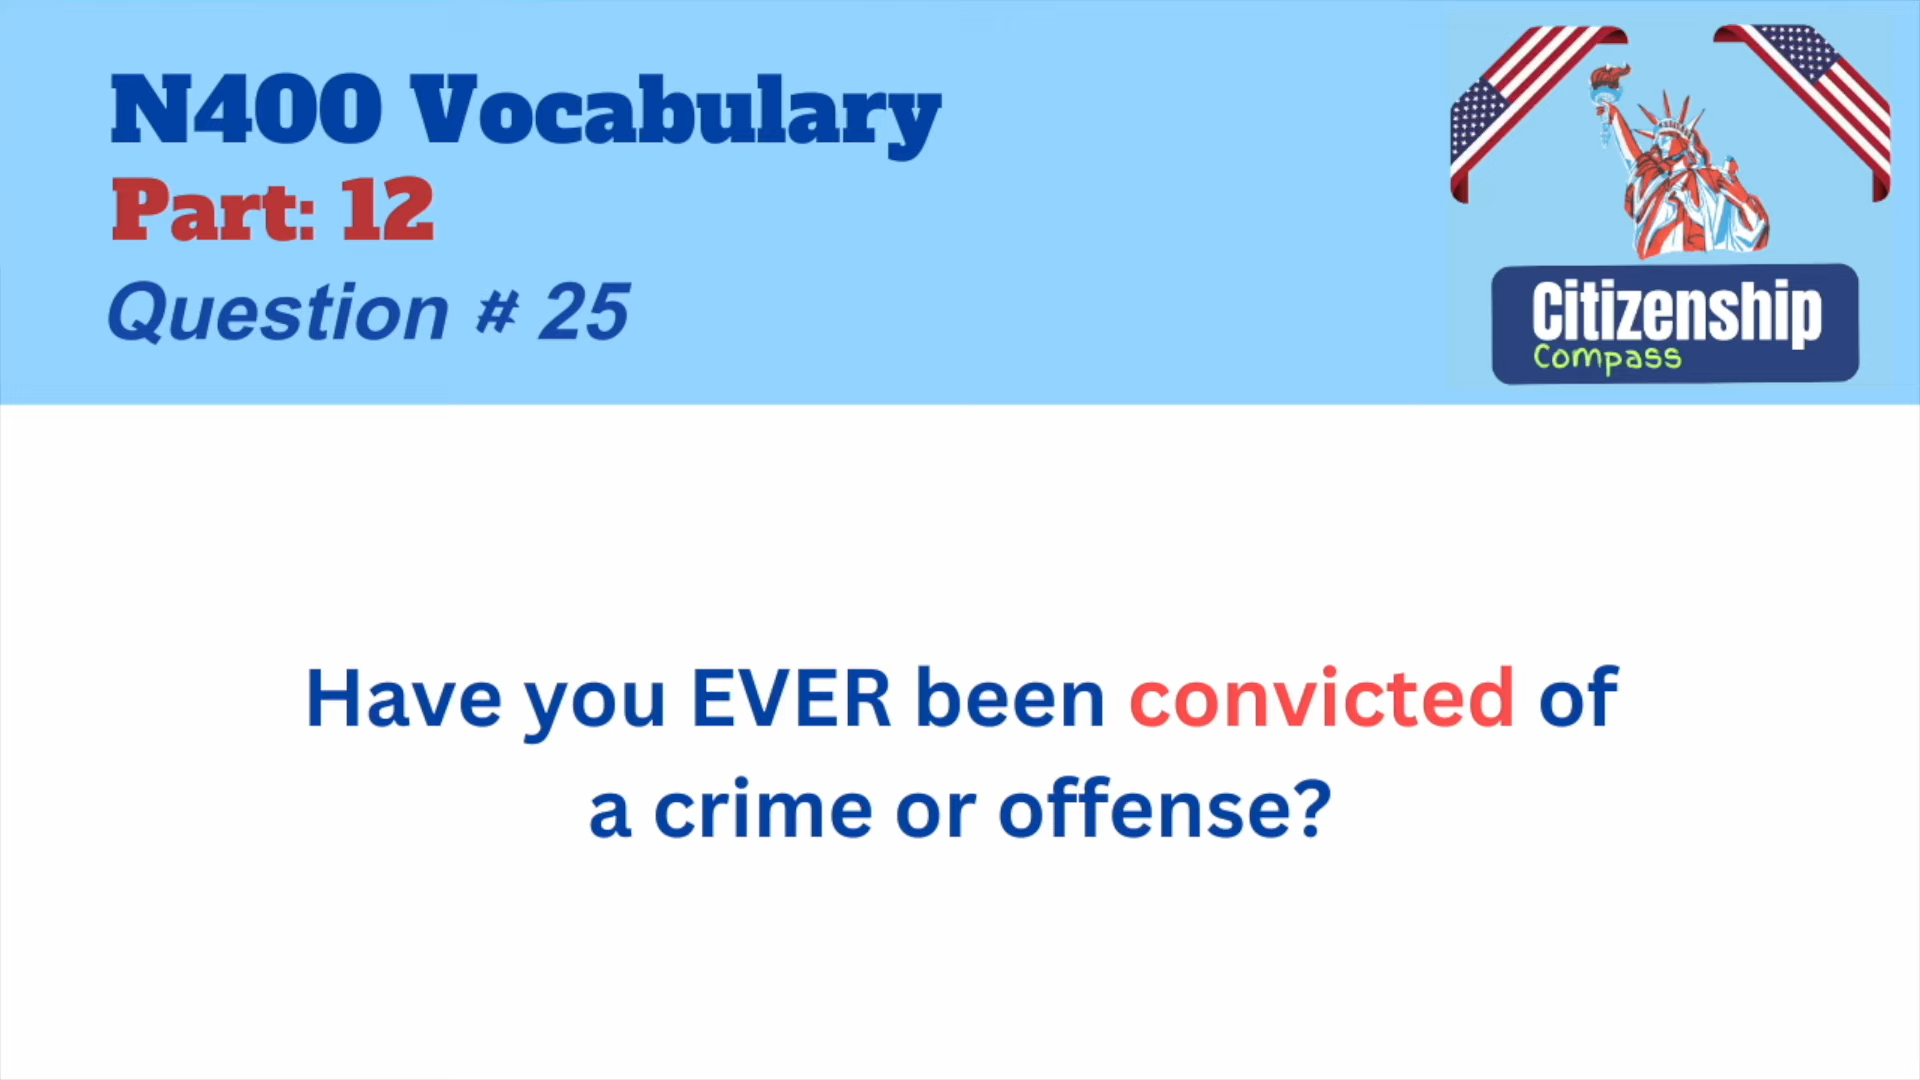 N400 Vocabulary
Part: 12
Question # 25
Citizenship
Compass
Have you EVER been convicted of
a crime or offense?